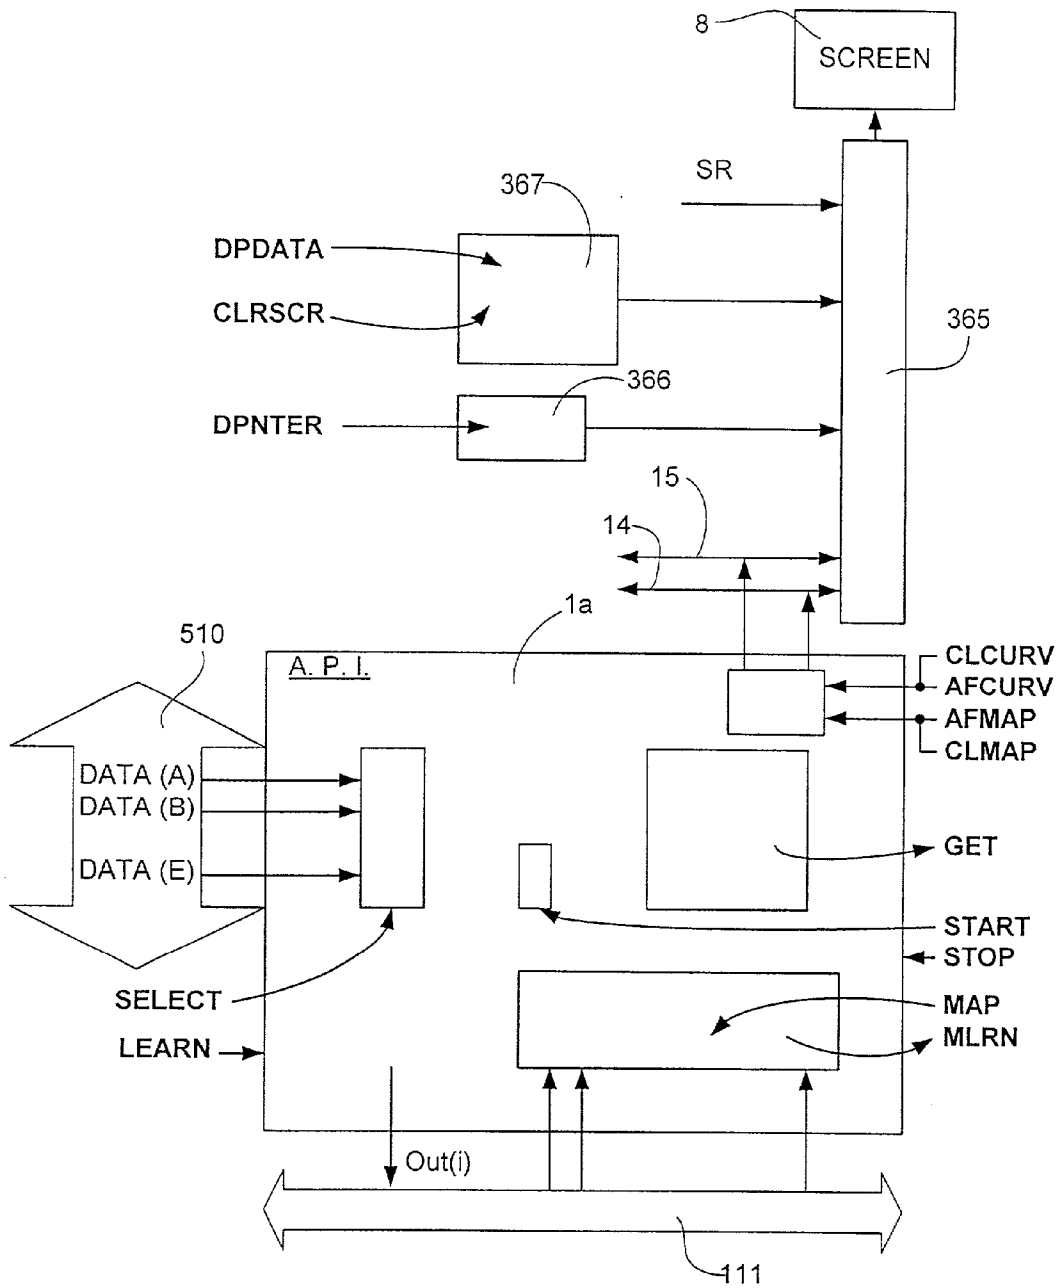 8
SCREEN
SR
367
DPDATA
CLRSCR
365
366
DPNTER
15
14
1a
510
A. P. I.
CLCURV
AFCURV
AFMAP
CLMAP
DATA (A)
DATA (B)
DATA (E)
GET
START
STOP
SELECT
MAP
LEARN
MLRN
Out(i)
111